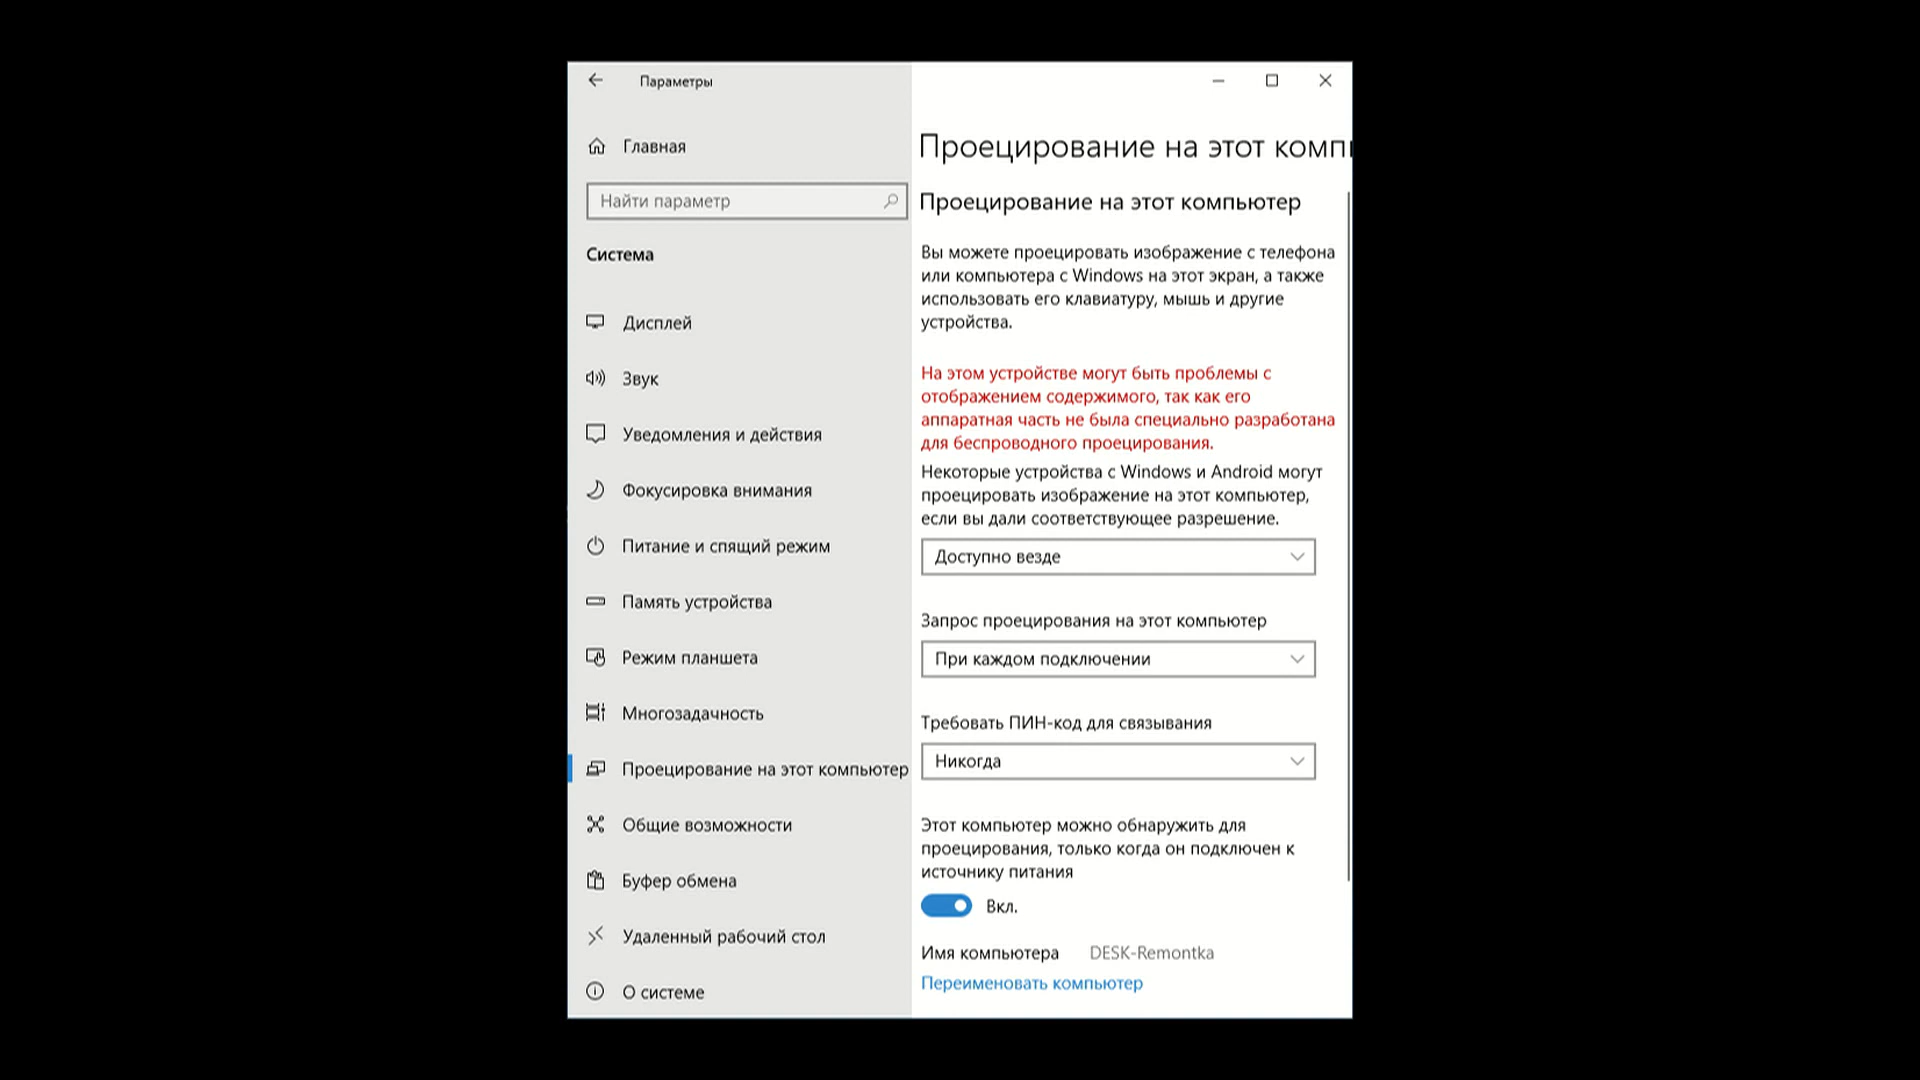 Параметры
Главная
Найти параметр
Система
Дисплей
Звук
Уведомления и действия
Фокусировка внимания
Питание и спящий режим
Память устройства
Режим планшета
Многозадачность
Проецирование на этот компьютер
Общие возможности
Буфер обмена
Удаленный рабочий стол
О системе
Проецирование на этот комп
Проецирование на этот компьютер
Вы можете проецировать изображение с телефона
или компьютера с Windows на этот экран, а также
использовать его клавиатуру, мышь и другие
устройства.
На этом устройстве могут быть проблемы с
отображением содержимого, так как его
аппаратная часть не была специально разработана
для беспроводного проецирования.
Некоторые устройства с Windows и Android могут
проецировать изображение на этот компьютер,
если вы дали соответствующее разрешение.
Доступно везде
Запрос проецирования на этот компьютер
При каждом подключении
Требовать ПИН-код для связывания
Никогда
Этот компьютер можно обнаружить для
проецирования, только когда он подключен к
источнику питания
Вкл.
Имя компьютера DESK-Remontka
Переименовать компьютер